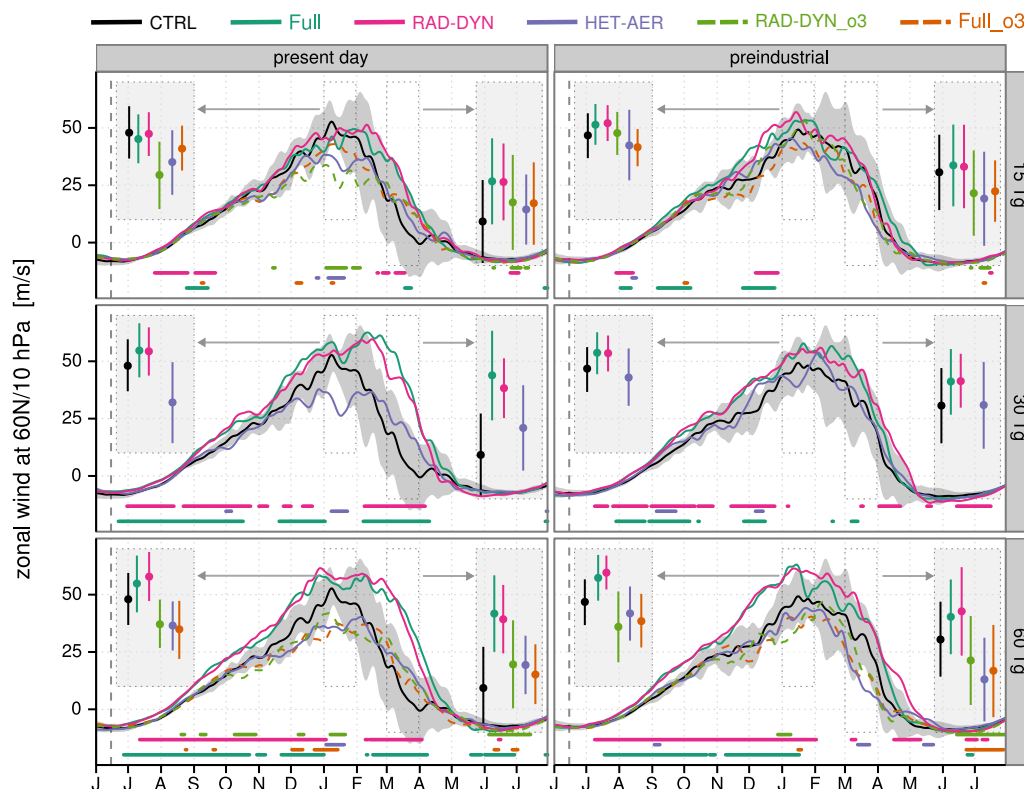 CTRL Full RAD-DYN HET-AER RAD-DYN_o3 Full_o3
present day preindustrial
zonal wind at 60N/10 hPa [m/s]
50
25
0
15 Tg
50
25
0
30 Tg
50
25
0
60 Tg
J J A S O N D J F M A M J J J J A S O N D J F M A M J J